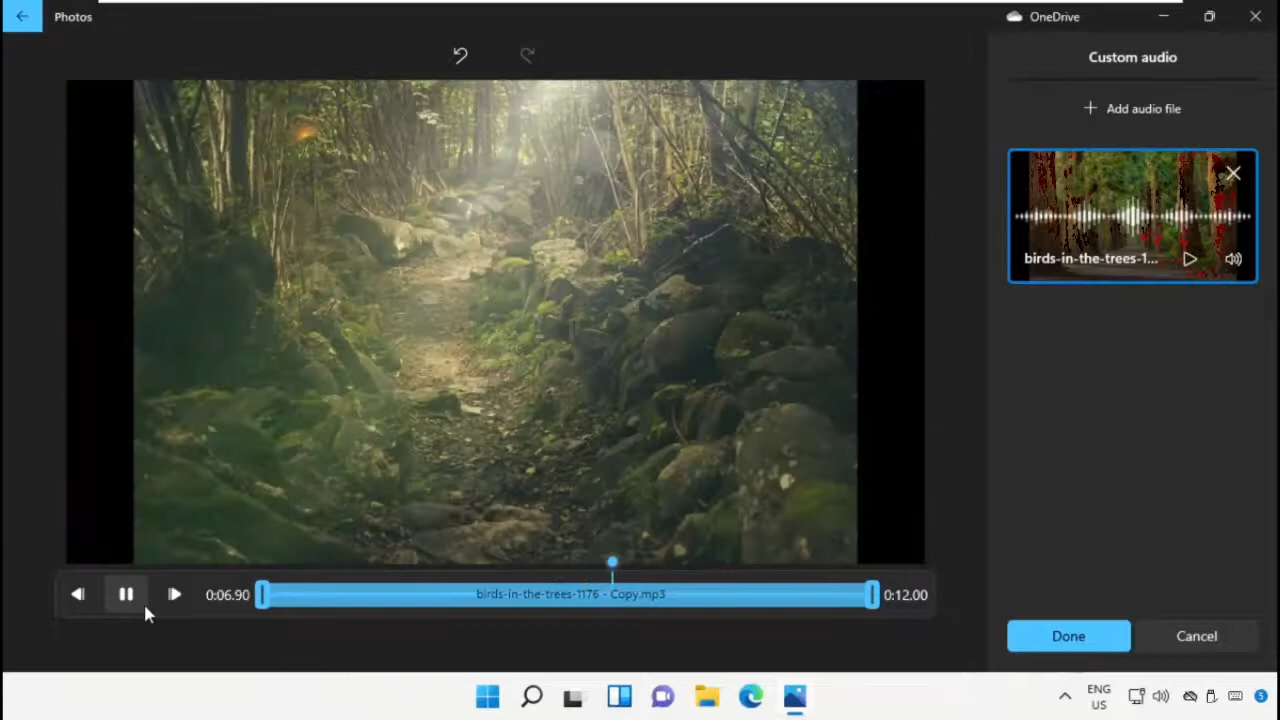 Photos
OneDrive
Custom audio
Add audio file
birds-in-the-trees-1...
0:06.90
birds-in-the-trees-1176 - Copy.mp3
0:12.00
Done
Cancel
ENG
US
5